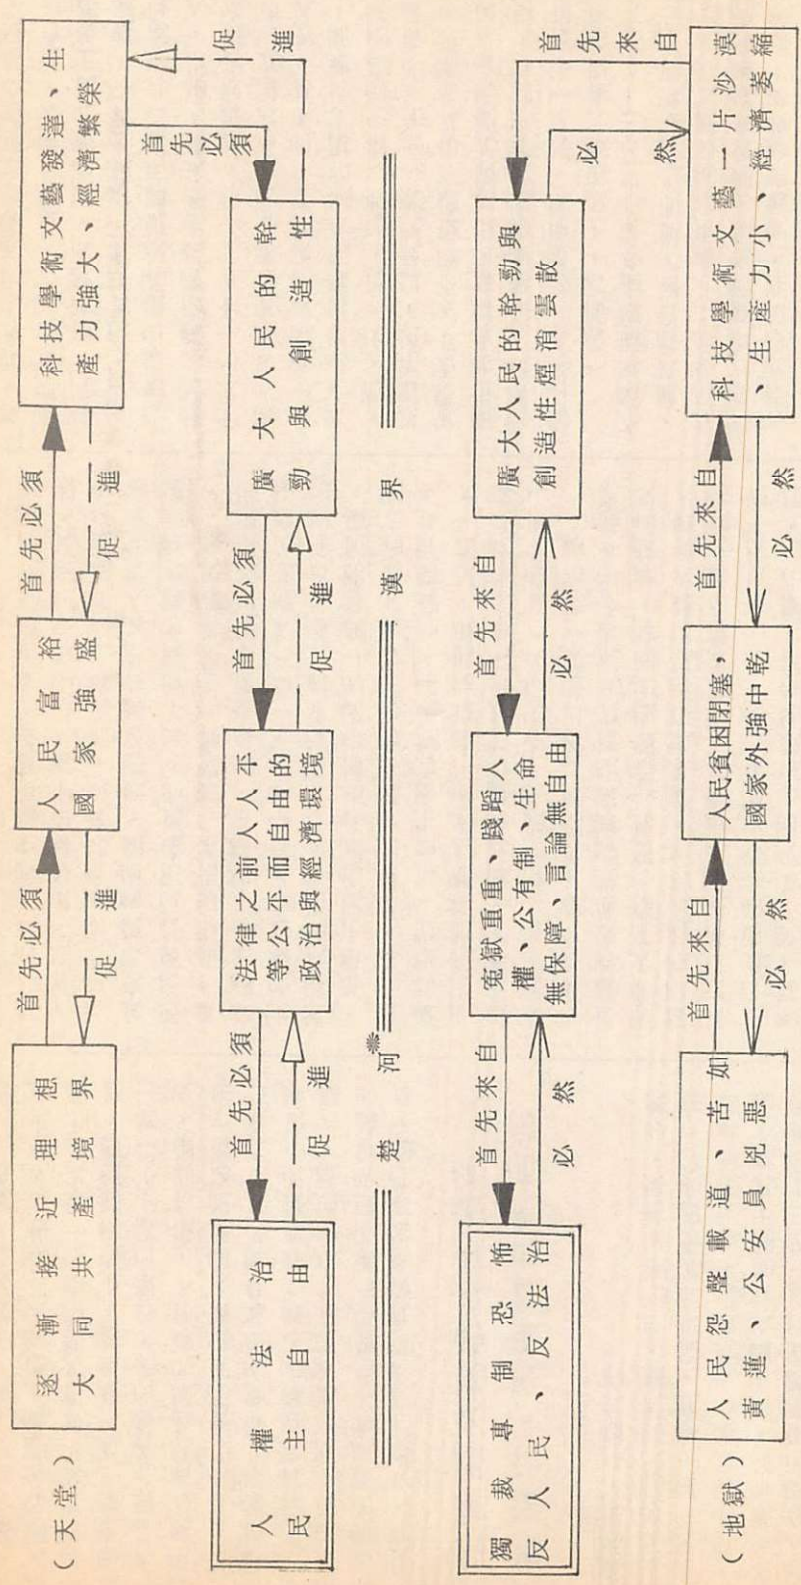 （天堂）
逐漸接近理想
大同共產境界
首先必須
促進
人民富裕
國家強盛
首先必須
促進
科技學術文藝發達、生
產力強大、經濟繁榮
首先必須
促進
人權法治
民主自由
首先必須
促進
法律之前人人平
等公平而自由的
政治與經濟環境
首先必須
促進
廣大人民的幹
勁與創造性
楚河漢界
獨裁專制恐怖
反人民、反法治
首先來自
必然
冤獄重重、踐蹈人
權、公有制、生命
無保障、言論無自由
首先來自
必然
廣大人民的幹勁與
創造性煙消雲散
首先來自
必然
（地獄）
人民怨聲載道、苦如
黃蓮、公安員兇惡
首先來自
必然
人民貧困閉塞，
國家外強中乾
首先來自
必然
科技學術文藝一片沙漠
、生產力小、經濟萎縮